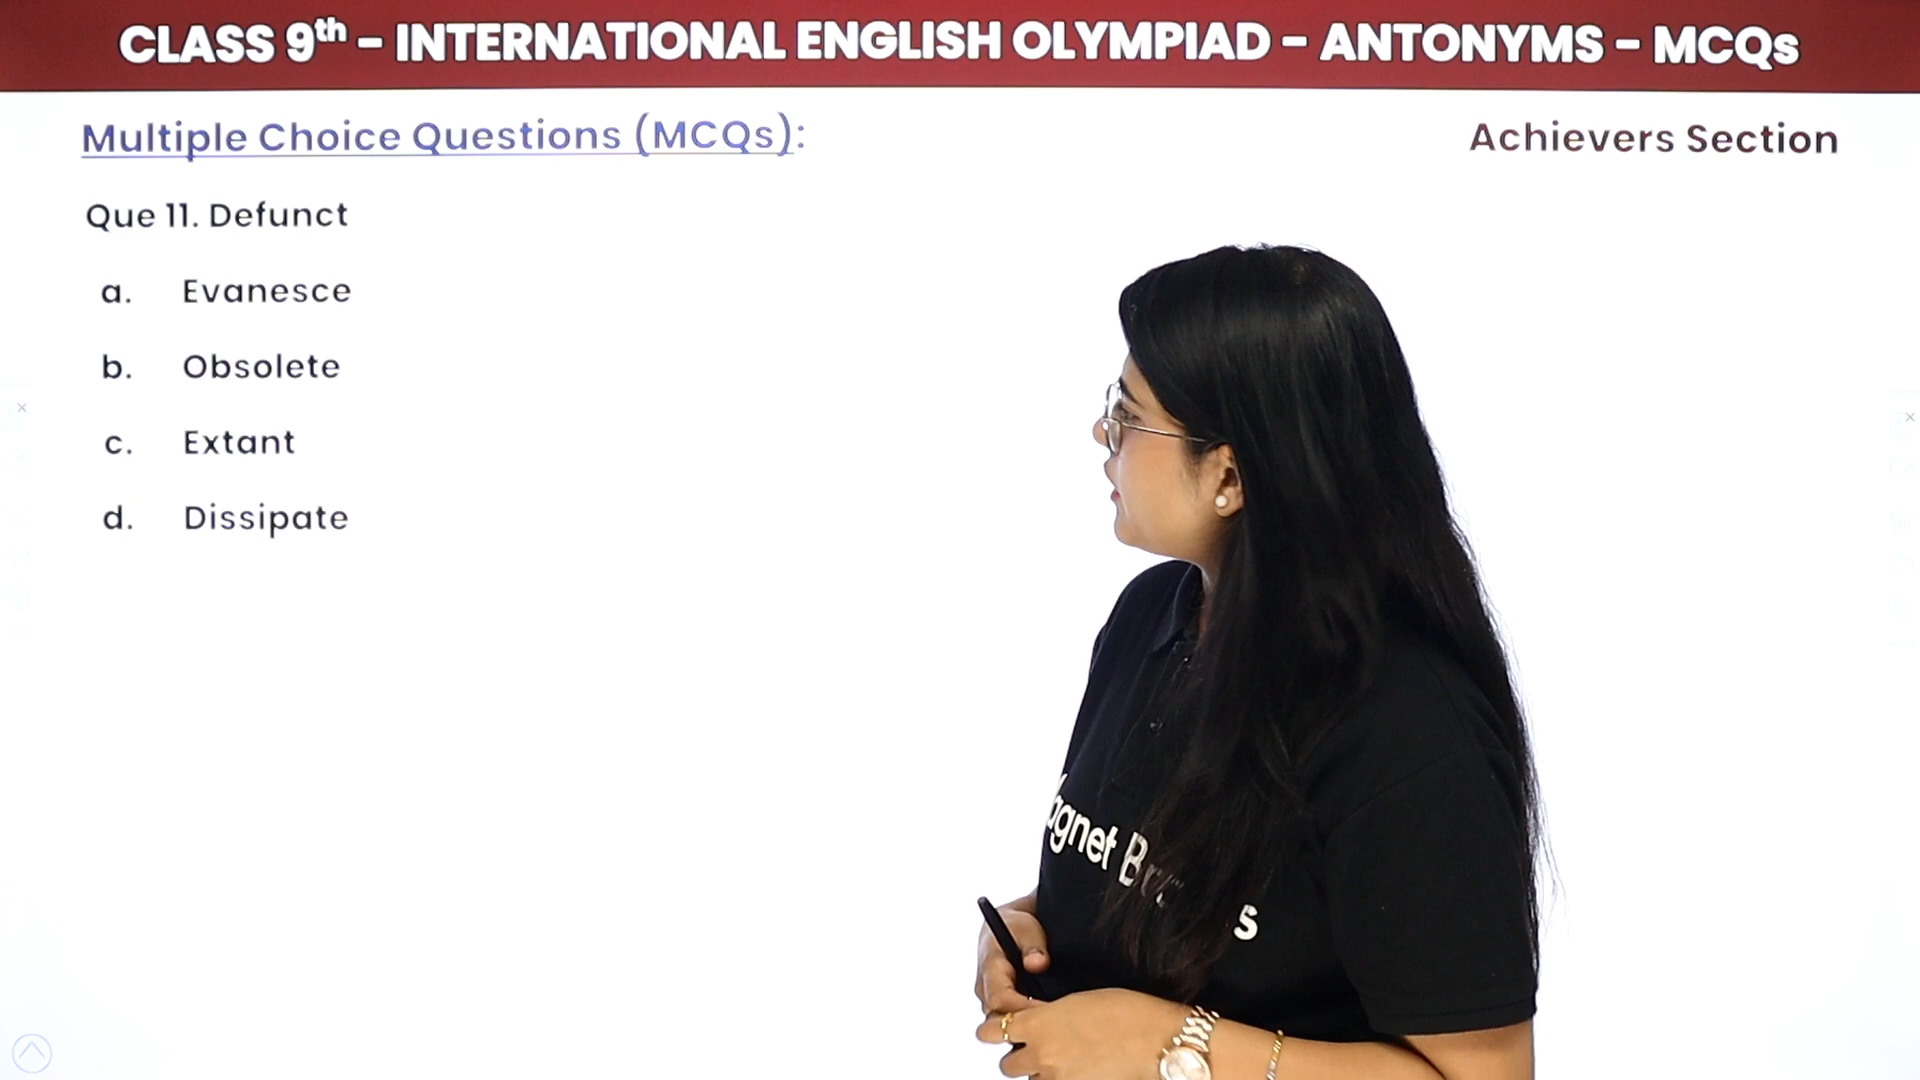 CLASS 9th - INTERNATIONAL ENGLISH OLYMPIAD - ANTONYMS - MCQs
Multiple Choice Questions (MCQs):
Achievers Section
Que 11. Defunct
a. Evanesce
b. Obsolete
c. Extant
d. Dissipate